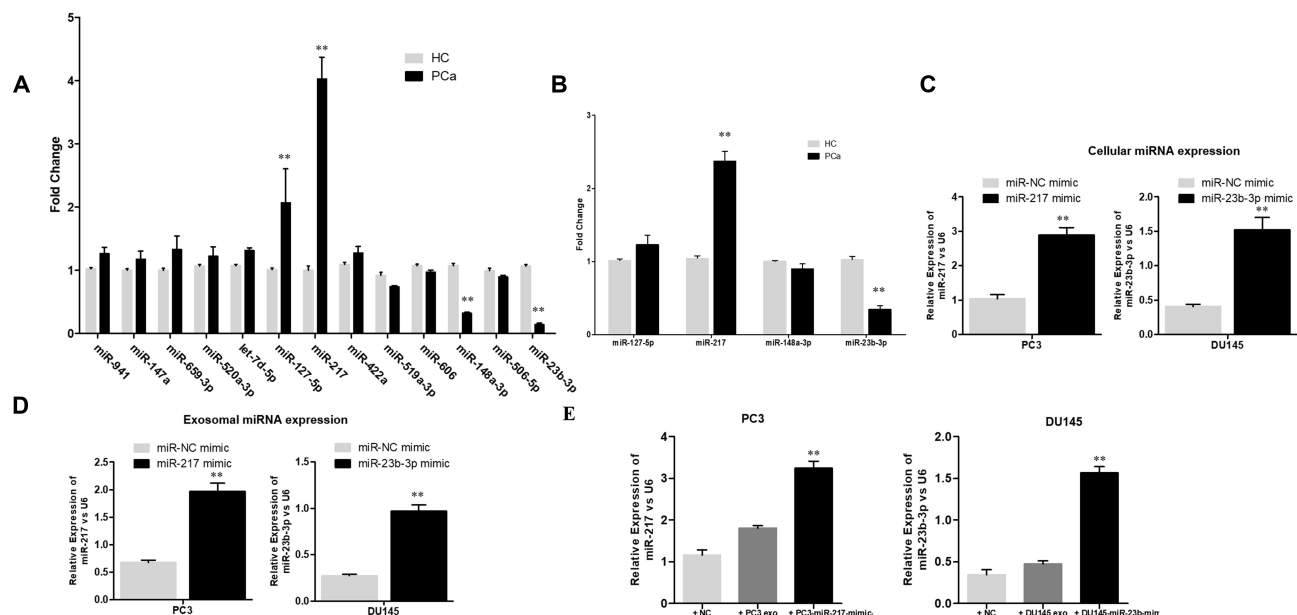 A
5
4
3
2
1
0
Fold Change
HC
PCa
**
**
**
**
miR-941
miR-147a
miR-659-3p
miR-520a-3p
let-7d-5p
miR-127-5p
miR-217
miR-422a
miR-519a-3p
miR-606
miR-148a-3p
miR-506-5p
miR-23b-3p
B
3
2
1
0
Fold Change
HC
PCa
**
**
miR-127-5p
miR-217
miR-148a-3p
miR-23b-3p
C
Cellular miRNA expression
miR-NC mimic
miR-217 mimic
Relative Expression of
miR-217 vs U6
4
3
2
1
0
**
PC3
miR-NC mimic
miR-23b-3p mimic
Relative Expression of
miR-23b-3p vs U6
2.0
1.5
1.0
0.5
0.0
**
DU145
D
Exosomal miRNA expression
miR-NC mimic
miR-217 mimic
Relative Expression of
miR-217 vs U6
2.5
2.0
1.5
1.0
0.5
0.0
**
PC3
miR-NC mimic
miR-23b-3p mimic
Relative Expression of
miR-23b-3p vs U6
1.5
1.0
0.5
0.0
**
DU145
E
PC3
Relative Expression of
miR-217 vs U6
4
3
2
1
0
**
+ NC
+ PC3 exo
+ PC3-miR-217-mimic-
DU145
Relative Expression of
miR-23b-3p vs U6
2.0
1.5
1.0
0.5
0.0
**
+ NC
+ DU145 exo
+ DU145-miR-23b-mim